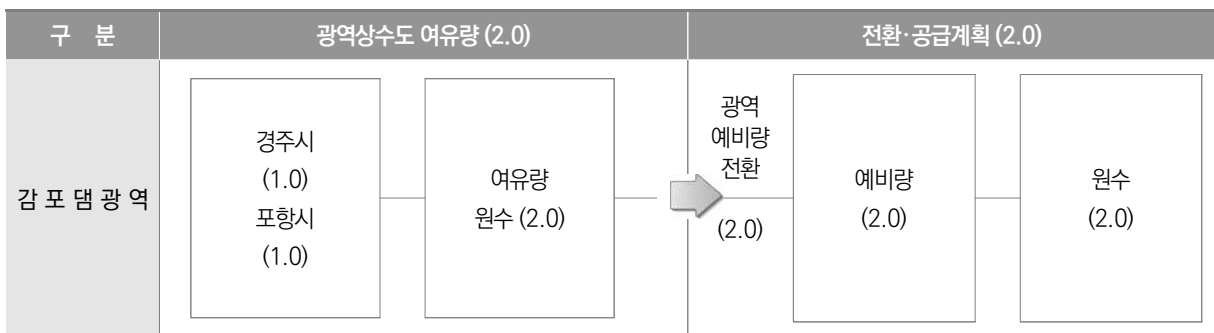 구 분
광역상수도 여유량 (2.0)
전환·공급계획 (2.0)
감포댐광역
경주시
(1.0)
포항시
(1.0)
여유량
원수 (2.0)
광역
예비량
전환
(2.0)
예비량
(2.0)
원수
(2.0)